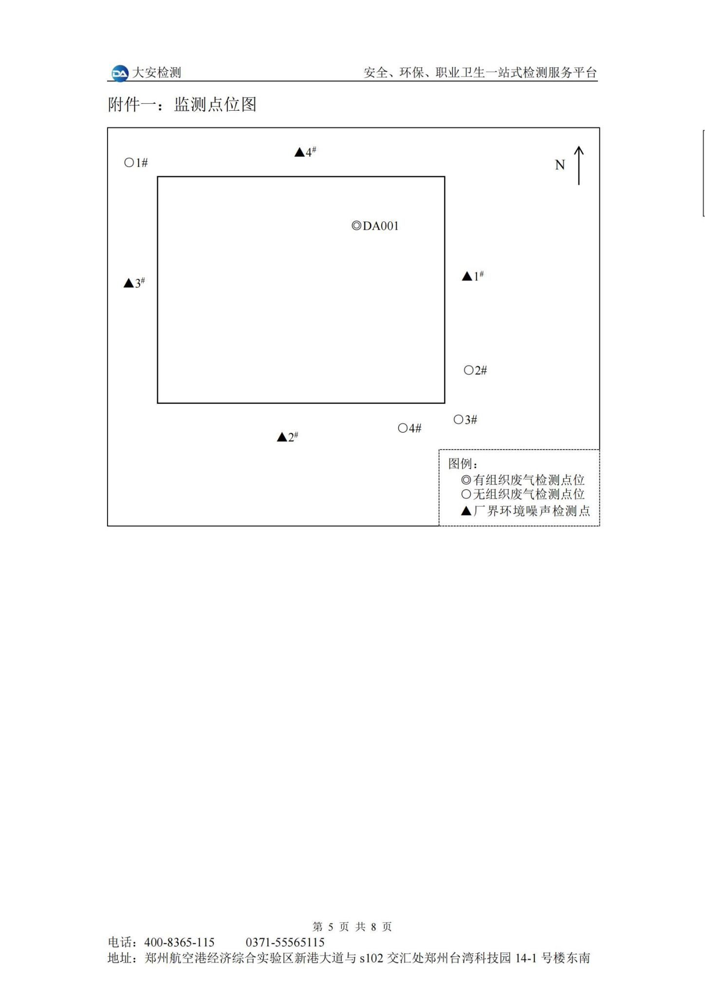 DA 大安检测 安全、环保、职业卫生一站式检测服务平台
附件一：监测点位图
▲4#
○1#
N
◎DA001
▲3#
▲1#
○2#
○3#
○4#
▲2#
图例：
◎有组织废气检测点位
○无组织废气检测点位
▲厂界环境噪声检测点
第 5 页 共 8 页
电话：400-8365-115 0371-55565115
地址：郑州航空港经济综合实验区新港大道与 s102 交汇处郑州台湾科技园 14-1 号楼东南